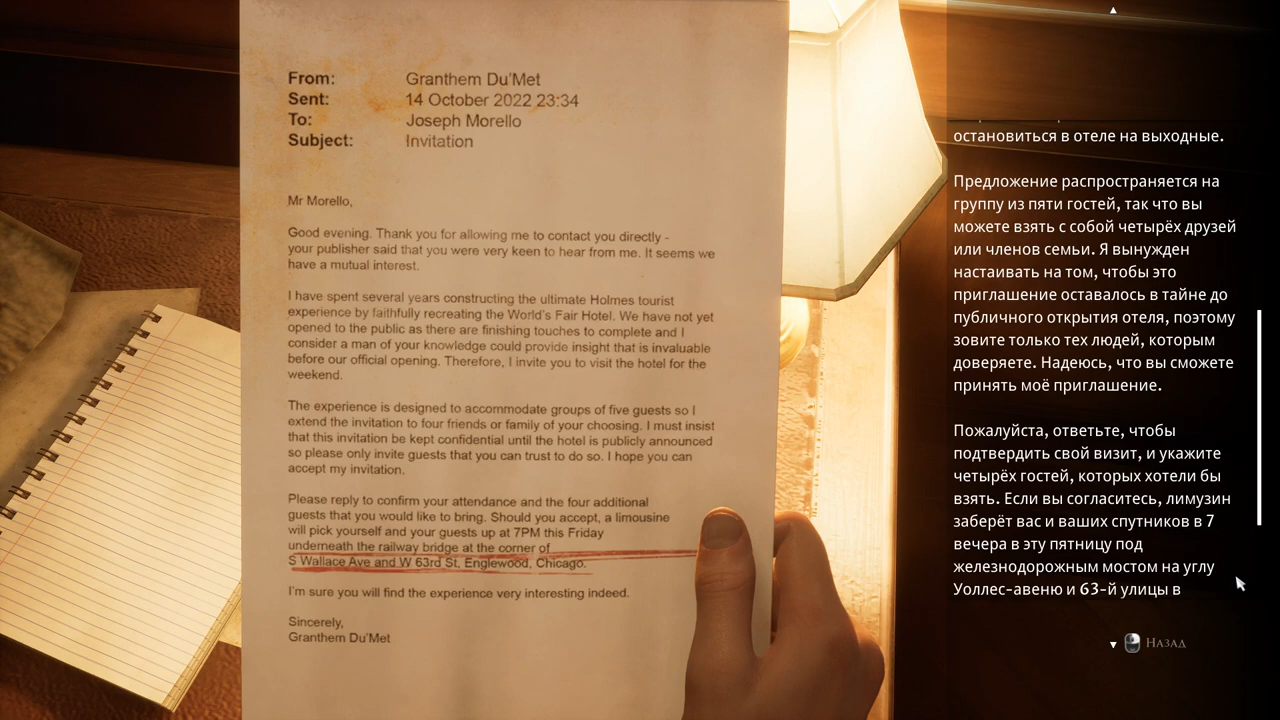 From: Granthem Du'Met
Sent: 14 October 2022 23:34
To: Joseph Morello
Subject: Invitation
Mr Morello,
Good evening. Thank you for allowing me to contact you directly -
your publisher said that you were very keen to hear from me. It seems we
have a mutual interest.
I have spent several years constructing the ultimate Holmes tourist
experience by faithfully recreating the World's Fair Hotel. We have not yet
opened to the public as there are finishing touches to complete and I
consider a man of your knowledge could provide insight that is invaluable
before our official opening. Therefore, I invite you to visit the hotel for the
weekend.
The experience is designed to accommodate groups of five guests so I
extend the invitation to four friends or family of your choosing. I must insist
that this invitation be kept confidential until the hotel is publicly announced
so please only invite guests that you can trust to do so. I hope you can
accept my invitation.
Please reply to confirm your attendance and the four additional
guests that you would like to bring. Should you accept, a limousine
will pick yourself and your guests up at 7PM this Friday
underneath the railway bridge at the corner of
S Wallace Ave and W 63rd St, Englewood, Chicago.
I'm sure you will find the experience very interesting indeed.
Sincerely,
Granthem Du'Met
остановиться в отеле на выходные.
Предложение распространяется на
группу из пяти гостей, так что вы
можете взять с собой четырёх друзей
или членов семьи. Я вынужден
настаивать на том, чтобы это
приглашение оставалось в тайне до
публичного открытия отеля, поэтому
зовите только тех людей, которым
доверяете. Надеюсь, что вы сможете
принять моё приглашение.
Пожалуйста, ответьте, чтобы
подтвердить свой визит, и укажите
четырёх гостей, которых хотели бы
взять. Если вы согласитесь, лимузин
заберёт вас и ваших спутников в 7
вечера в эту пятницу под
железнодорожным мостом на углу
Уоллес-авеню и 63-й улицы в
Назад